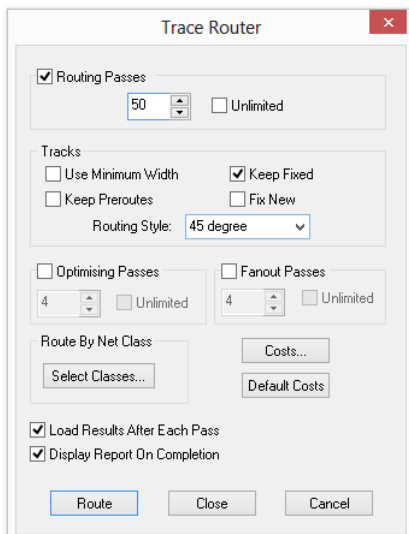 Trace Router
Routing Passes
50 Unlimited
Tracks
Use Minimum Width Keep Fixed
Keep Preroutes Fix New
Routing Style: 45 degree
Optimising Passes Fanout Passes
4 Unlimited 4 Unlimited
Route By Net Class
Costs...
Select Classes...
Default Costs
Load Results After Each Pass
Display Report On Completion
Route Close Cancel